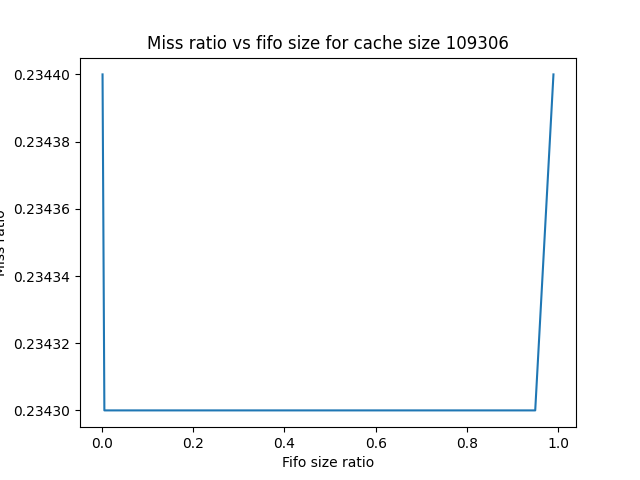 Miss ratio vs fifo size for cache size 109306
0.23440
0.23438
0.23436
0.23434
0.23432
0.23430
Miss ratio
0.0 0.2 0.4 0.6 0.8 1.0
Fifo size ratio